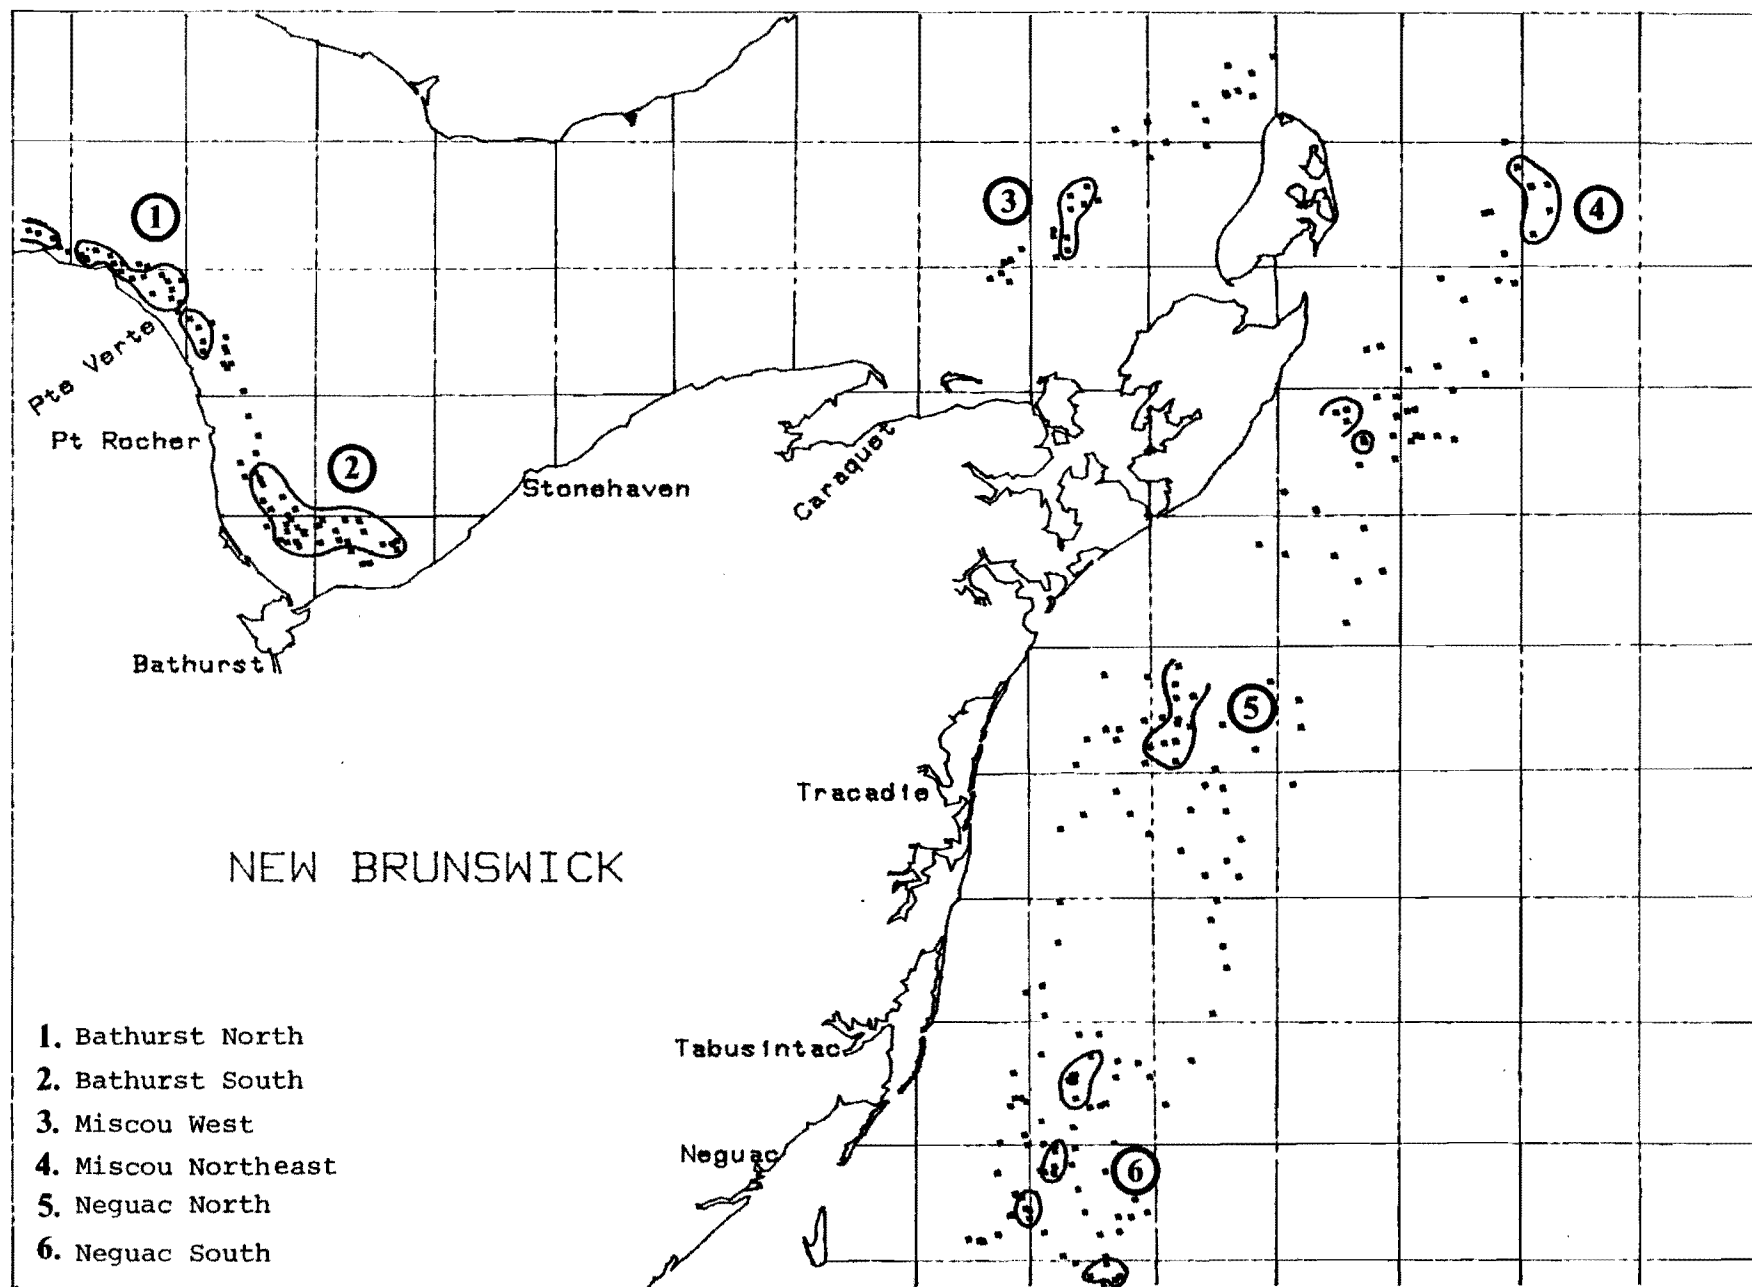 1
3
4
Pte Verte
Pt Rocher
2
Stonehaven
Caraquet
Bathurst
5
Tracadie
NEW BRUNSWICK
Tabusintac
Neguac
6
1. Bathurst North
2. Bathurst South
3. Miscou West
4. Miscou Northeast
5. Neguac North
6. Neguac South